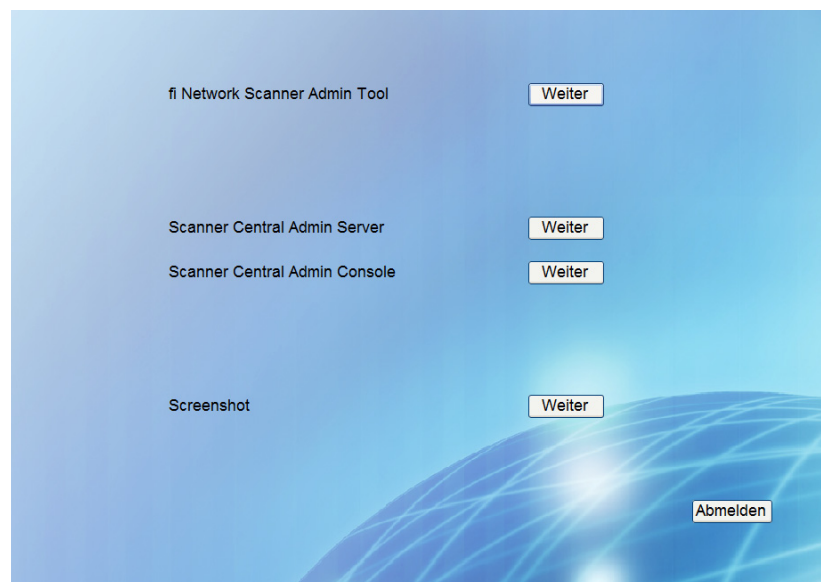 fi Network Scanner Admin Tool Weiter
Scanner Central Admin Server Weiter
Scanner Central Admin Console Weiter
Screenshot Weiter
Abmelden